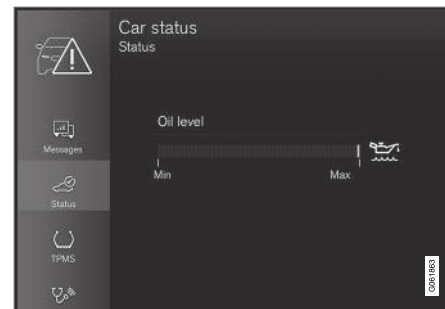 Car status
Status
Messages
Status
TPMS
Oil level
Min Max
G061863